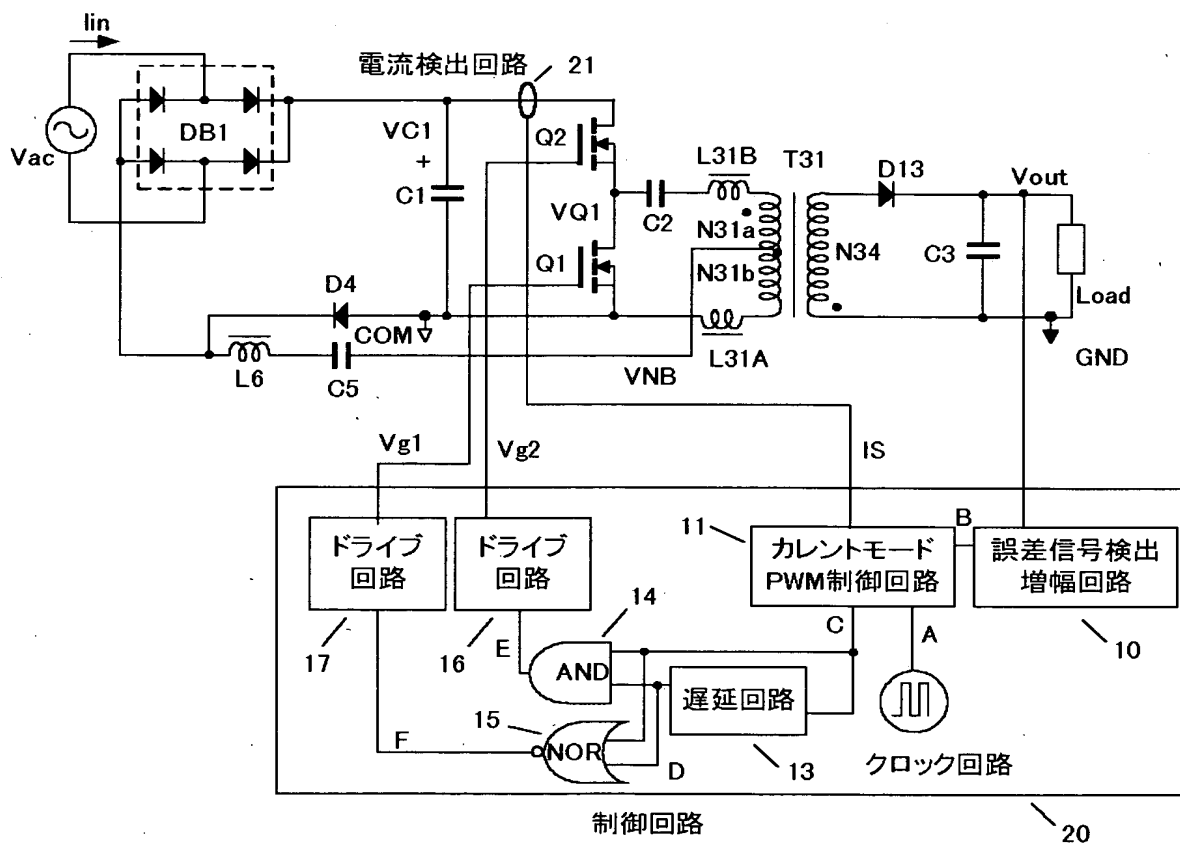 Iin
電流検出回路
21
Vac
DB1
VC1
+
C1
Q2
L31B
T31
D13
Vout
C2
VQ1
N31a
N31b
N34
C3
Load
Q1
D4
COM
L31A
GND
L6
C5
VNB
Vg1
Vg2
IS
ドライブ
回路
ドライブ
回路
11
カレントモード
PWM制御回路
B
誤差信号検出
増幅回路
17
16
E
14
AND
C
A
10
遅延回路
15
F
NOR
D
13
クロック回路
制御回路
20